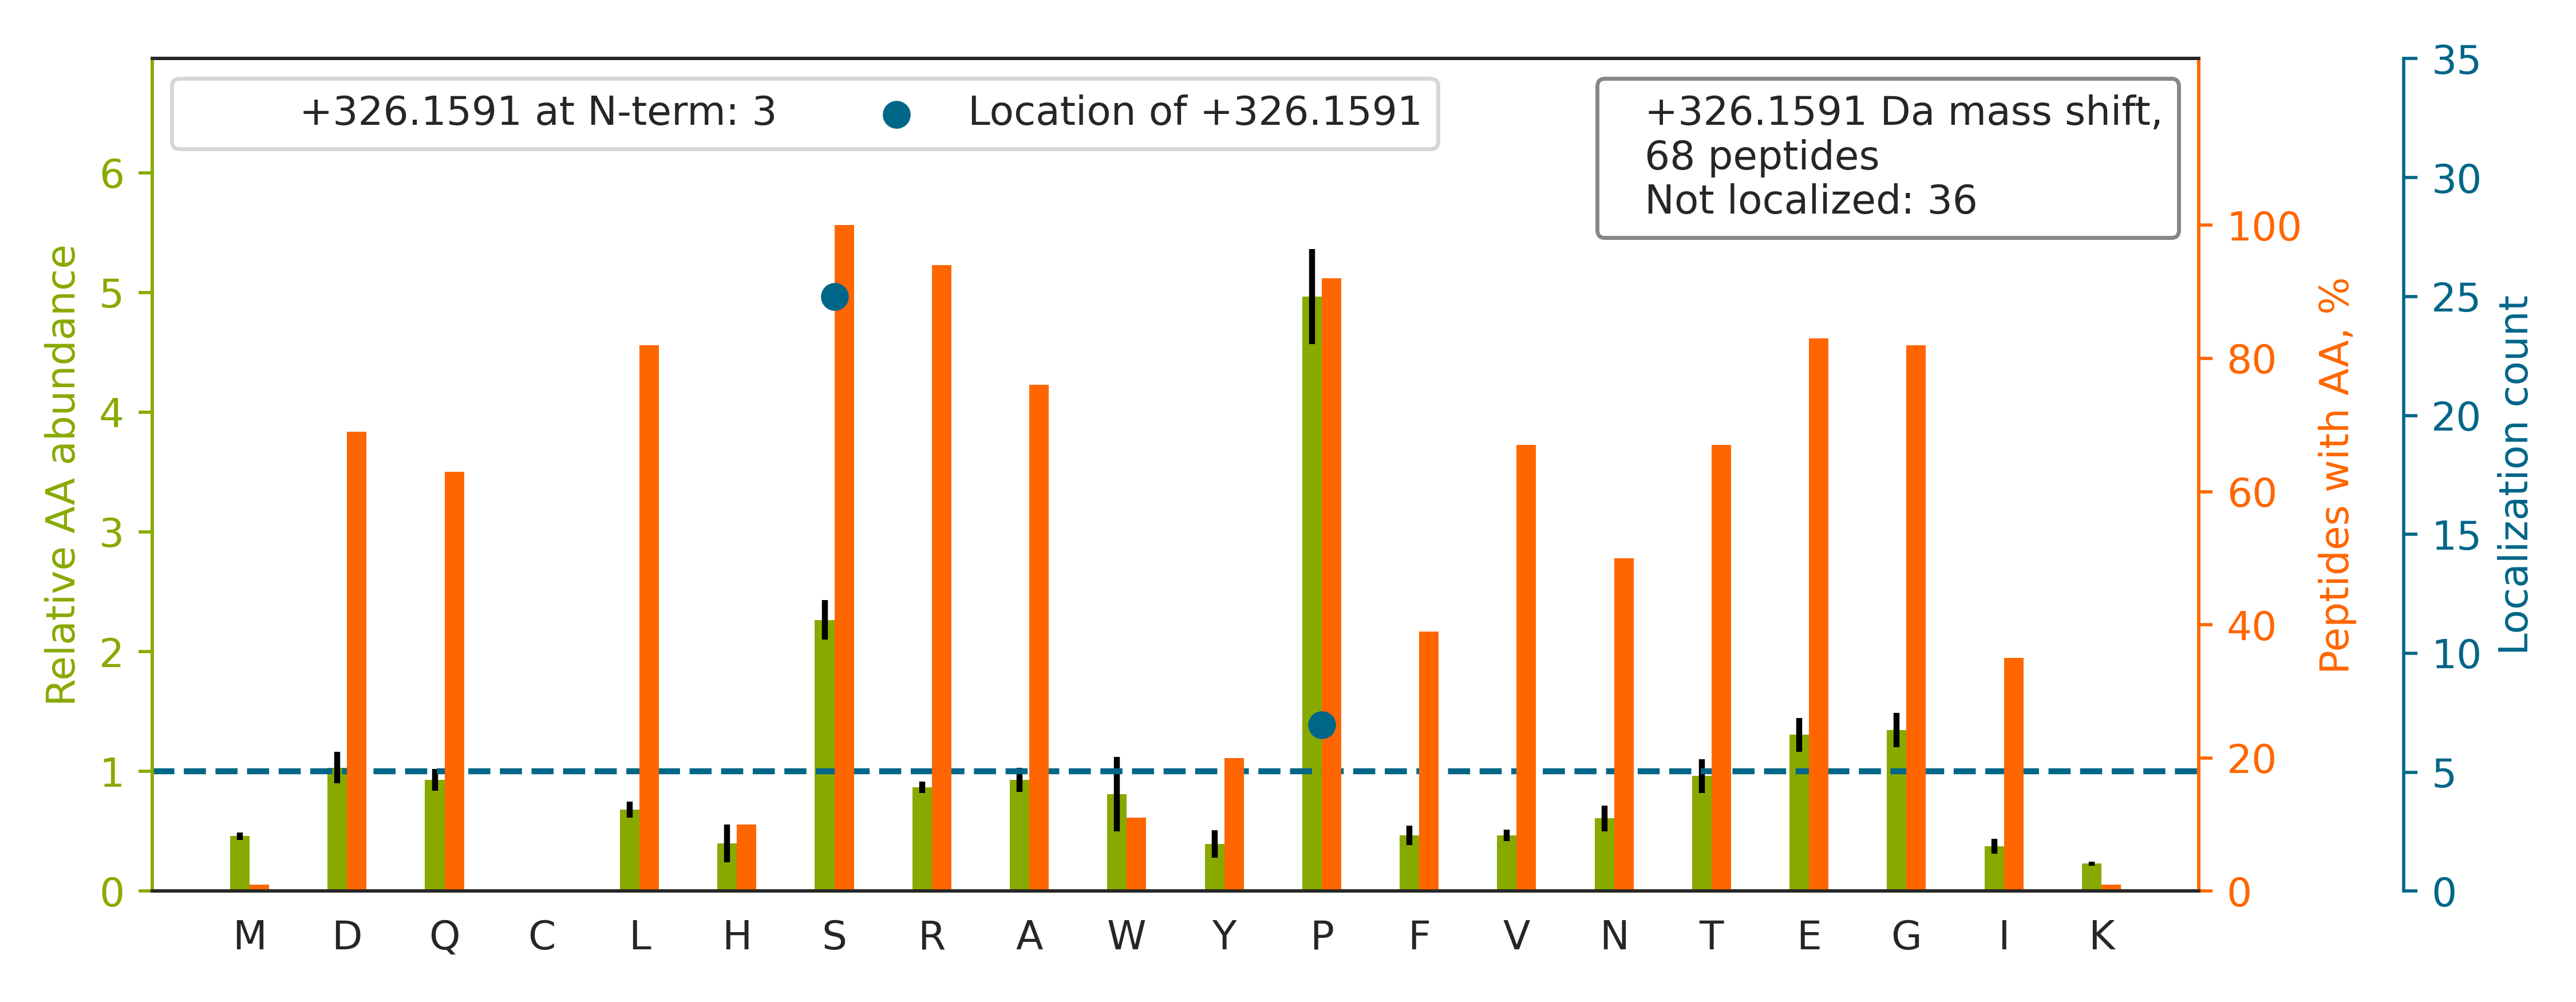 +326.1591 at N-term: 3
Location of +326.1591
+326.1591 Da mass shift,
68 peptides
Not localized: 36
Relative AA abundance
0
1
2
3
4
5
6
M D Q C L H S R A W Y P F V N T E G I K
Peptides with AA, %
0
20
40
60
80
100
Localization count
0
5
10
15
20
25
30
35